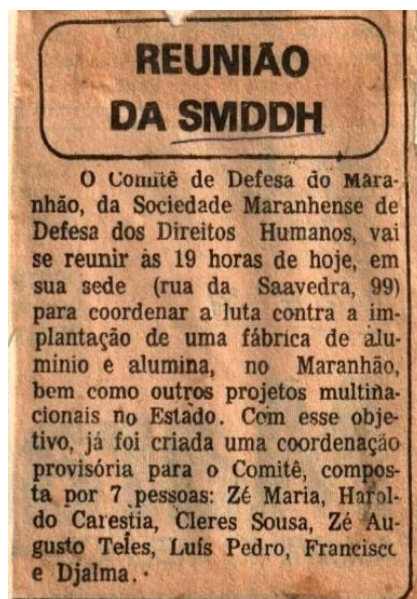 REUNIÃO
DA SMDDH
O Comitê de Defesa do Mara-
nhão, da Sociedade Maranhense de
Defesa dos Direitos Humanos, vai
se reunir às 19 horas de hoje, em
sua sede (rua da Saavedra, 99)
para coordenar a luta contra a im-
plantação de uma fábrica de alu-
minio e alumina, no Maranhão,
bem como outros projetos multina-
cionais no Estado. Com esse obje-
tivo, já foi criada uma coordenação
provisória para o Comitê, compos-
ta por 7 pessoas: Zé Maria, Harol-
do Carestia, Cleres Sousa, Zé Au-
gusto Teles, Luís Pedro, Francisco
e Djalma.